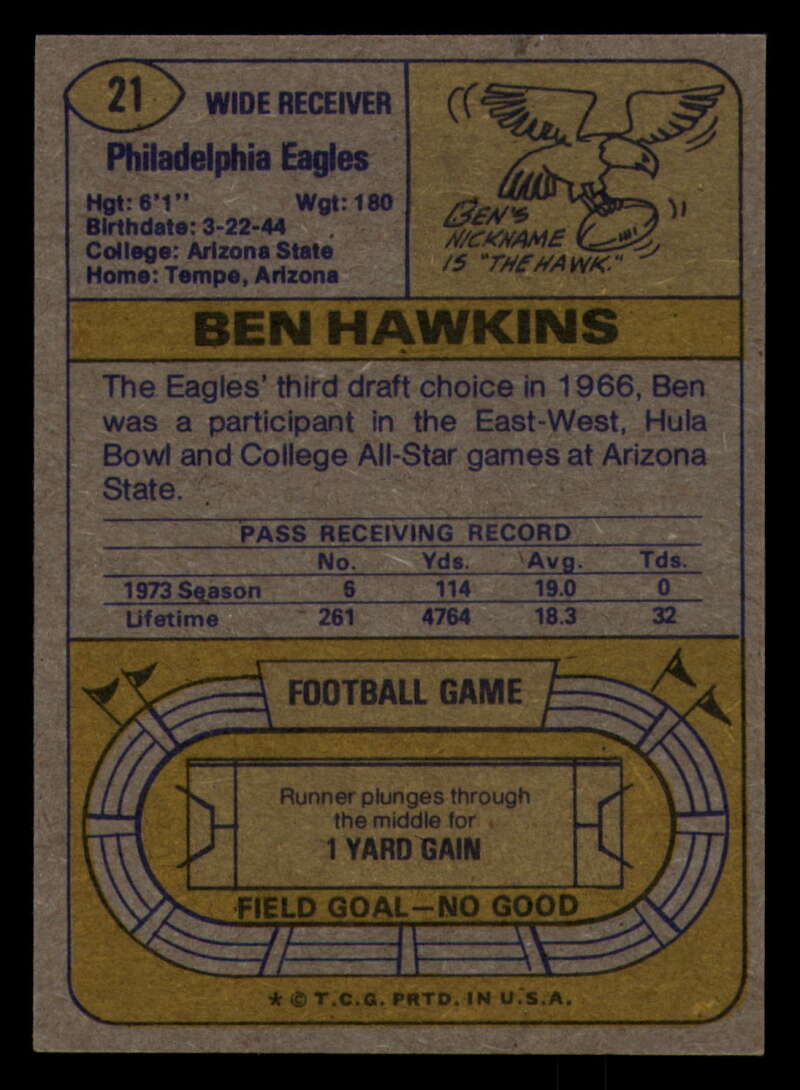 21
WIDE RECEIVER
Philadelphia Eagles
Hgt: 6'1" Wgt: 180
Birthdate: 3-22-44
College: Arizona State
Home: Tempe, Arizona
BEN'S
NICKNAME
IS "THE HAWK."
BEN HAWKINS
The Eagles' third draft choice in 1966, Ben
was a participant in the East-West, Hula
Bowl and College All-Star games at Arizona
State.
PASS RECEIVING RECORD
No. Yds. Avg. Tds.
1973 Season 6 114 19.0 0
Lifetime 261 4764 18.3 32
FOOTBALL GAME
Runner plunges through
the middle for
1 YARD GAIN
FIELD GOAL—NO GOOD
* © T.C.G. PRTD. IN U.S.A.